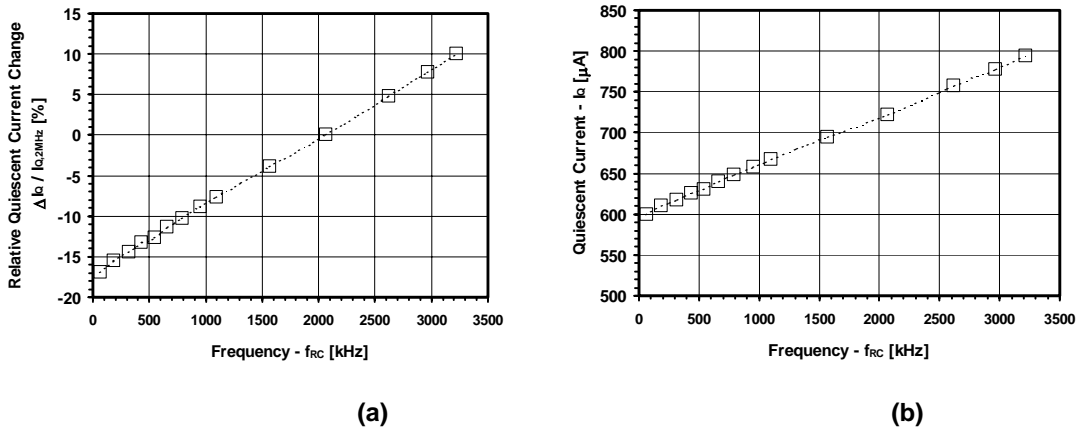 Relative Quiescent Current Change
Δ IQ / IQ,2MHz [%]
15
10
5
0
-5
-10
-15
-20
0 500 1000 1500 2000 2500 3000 3500
Frequency - fRC [kHz]
(a)
Quiescent Current - IQ [µA]
800
850
750
700
650
600
550
500
0 500 1000 1500 2000 2500 3000 3500
Frequency - fRC [kHz]
(b)